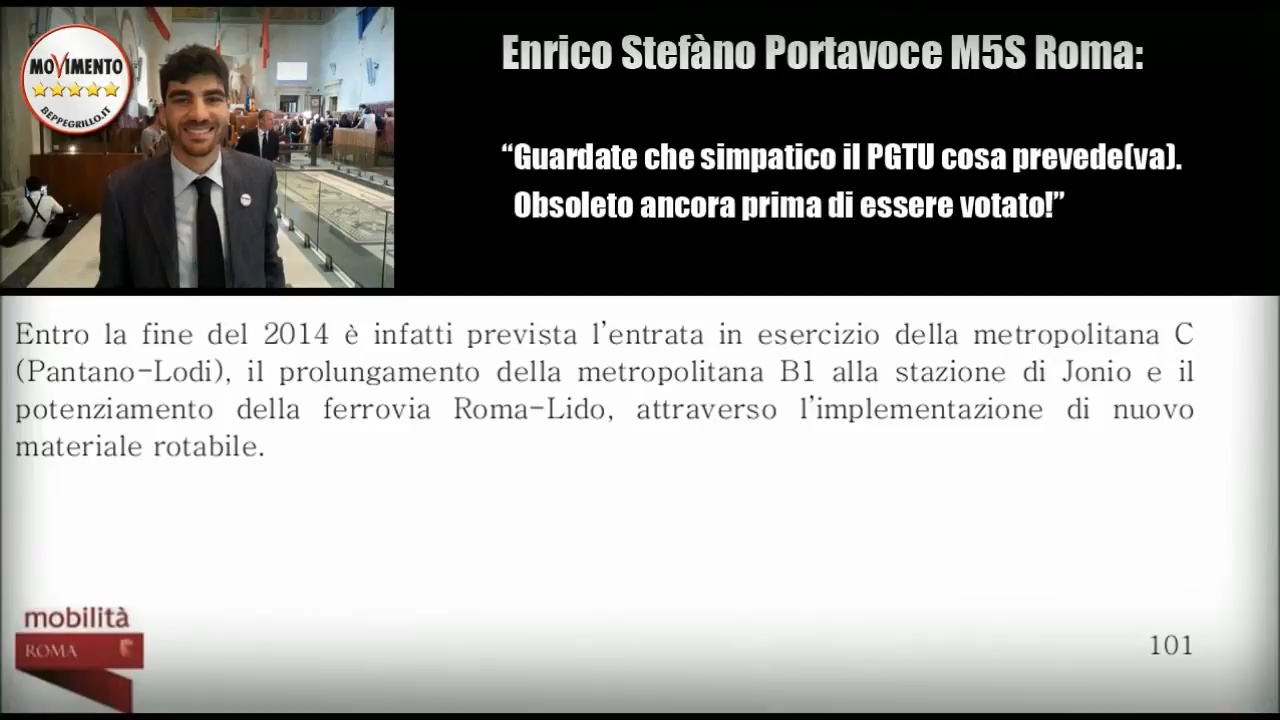 MOVIMENTO
BEPPEGRILLO.IT
Enrico Stefàno Portavoce M5S Roma:
“Guardate che simpatico il PGTU cosa prevede(va).
Obsoleto ancora prima di essere votato!”
Entro la fine del 2014 è infatti prevista l'entrata in esercizio della metropolitana C
(Pantano-Lodi), il prolungamento della metropolitana B1 alla stazione di Jonio e il
potenziamento della ferrovia Roma-Lido, attraverso l'implementazione di nuovo
materiale rotabile.
mobilità
ROMA
101